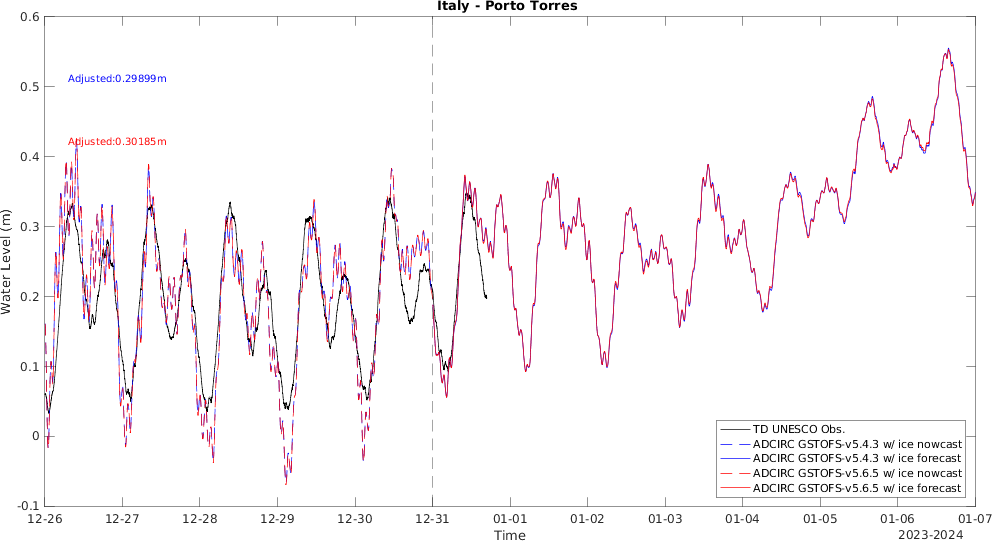 Italy - Porto Torres
0.6
0.5
0.4
0.3
0.2
0.1
0
-0.1
Water Level (m)
Adjusted:0.29899m
Adjusted:0.30185m
TD UNESCO Obs.
ADCIRC GSTOFS-v5.4.3 w/ ice nowcast
ADCIRC GSTOFS-v5.4.3 w/ ice forecast
ADCIRC GSTOFS-v5.6.5 w/ ice nowcast
ADCIRC GSTOFS-v5.6.5 w/ ice forecast
12-26 12-27 12-28 12-29 12-30 12-31 01-01 01-02 01-03 01-04 01-05 01-06 01-07
Time
2023-2024